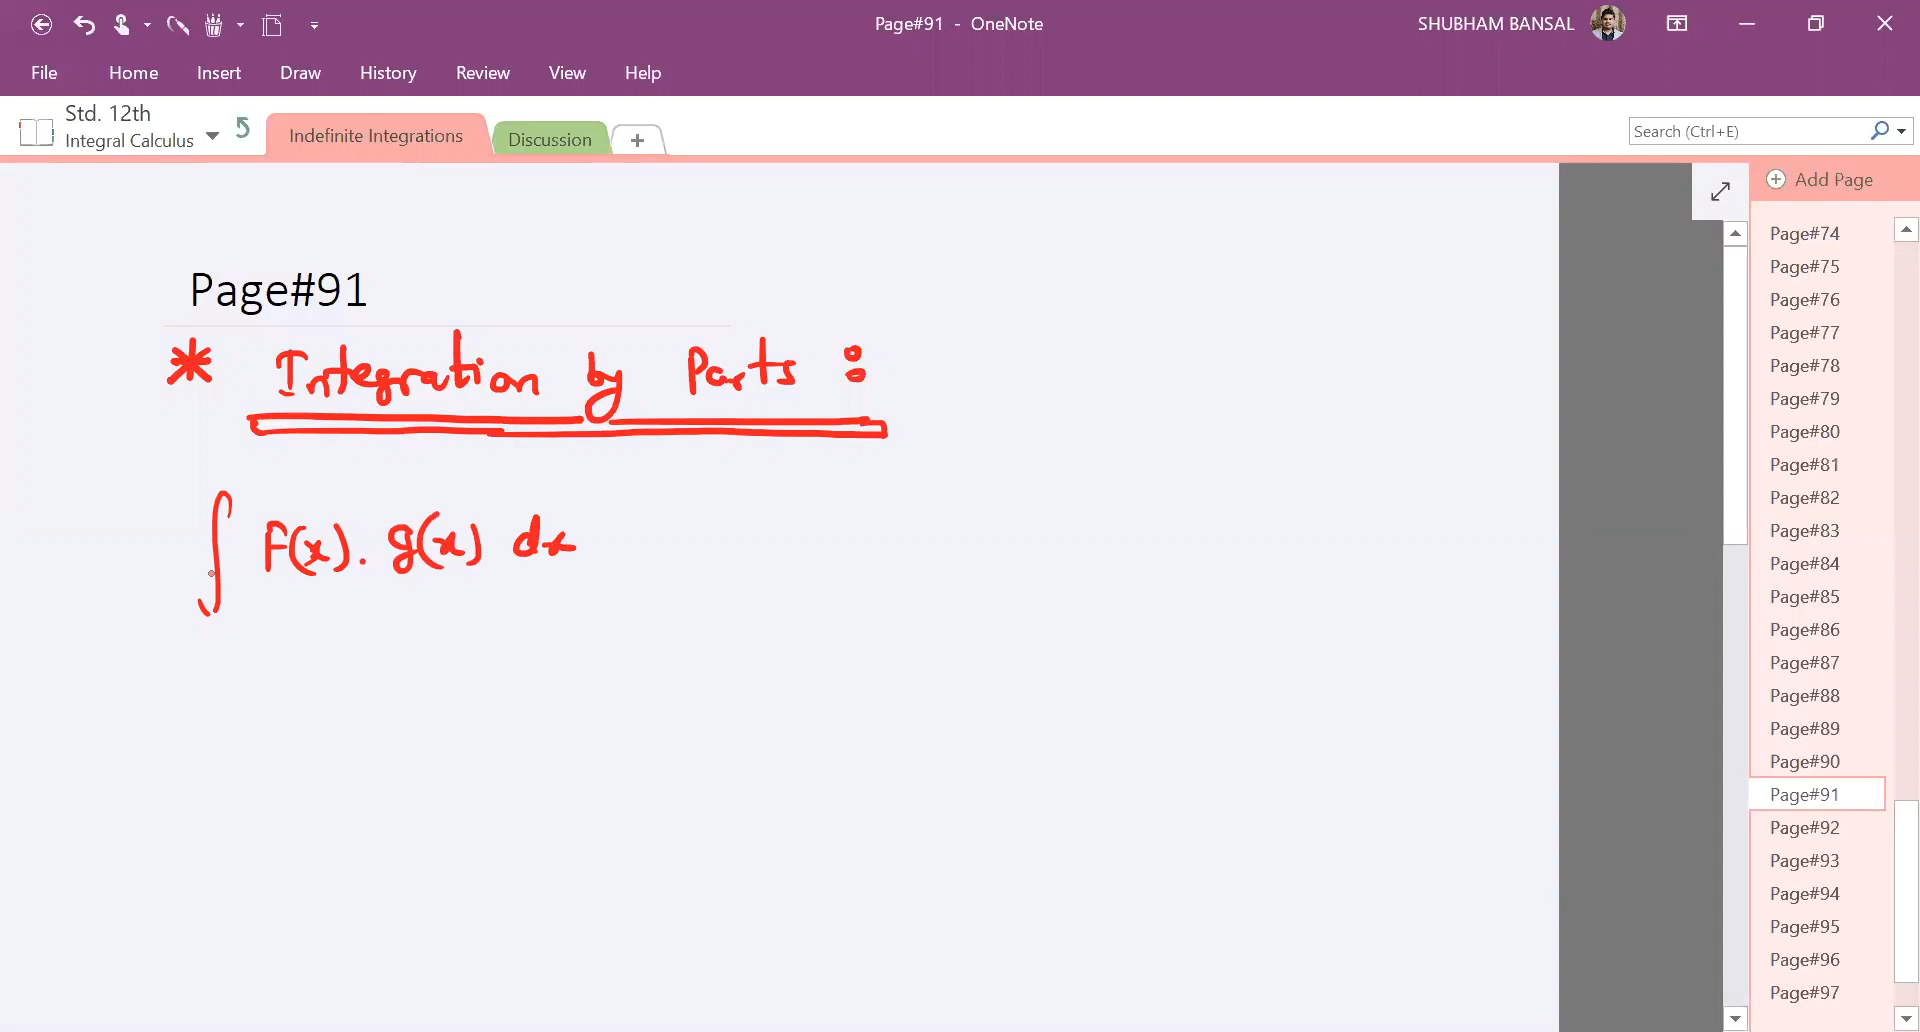 Page#91 - OneNote
SHUBHAM BANSAL
File Home Insert Draw History Review View Help
Std. 12th
Integral Calculus
Indefinite Integrations
Discussion
+
Search (Ctrl+E)
Add Page
Page#91
* Integration by Parts :
∫ F(x). g(x) dx
Page#74
Page#75
Page#76
Page#77
Page#78
Page#79
Page#80
Page#81
Page#82
Page#83
Page#84
Page#85
Page#86
Page#87
Page#88
Page#89
Page#90
Page#91
Page#92
Page#93
Page#94
Page#95
Page#96
Page#97